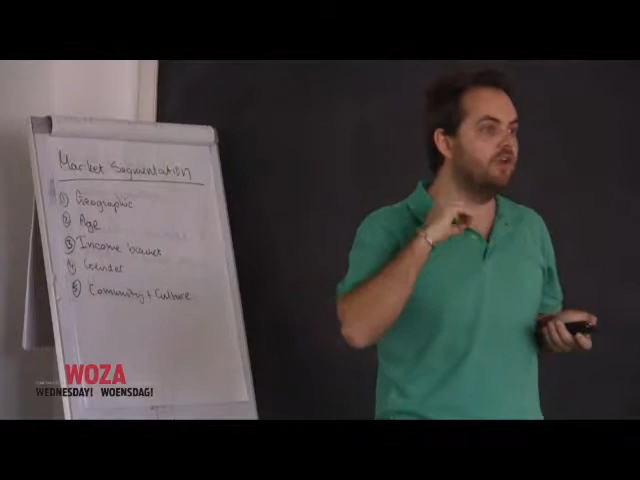 Market Segmentation
① Geographic
② Age
③ Income bracket
④ Gender
⑤ Community + Culture
WOZA
WEDNESDAY! WOENSDAG!